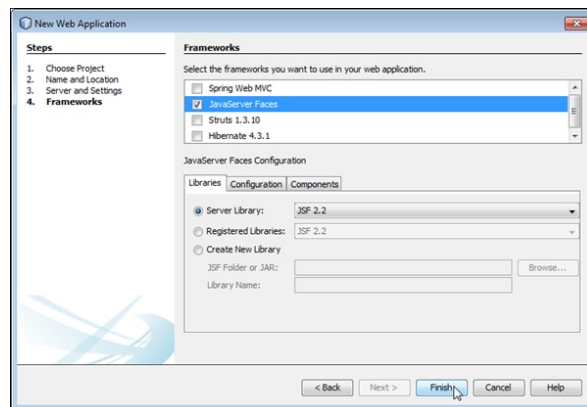 New Web Application
Steps
1. Choose Project
2. Name and Location
3. Server and Settings
4. Frameworks
Frameworks
Select the frameworks you want to use in your web application.
Spring Web MVC
JavaServer Faces
Struts 1.3.10
Hibernate 4.3.1
JavaServer Faces Configuration
Libraries Configuration Components
Server Library: JSF 2.2
Registered Libraries: JSF 2.2
Create New Library
JSF Folder or JAR: Browse...
Library Name:
< Back Next > Finish Cancel Help